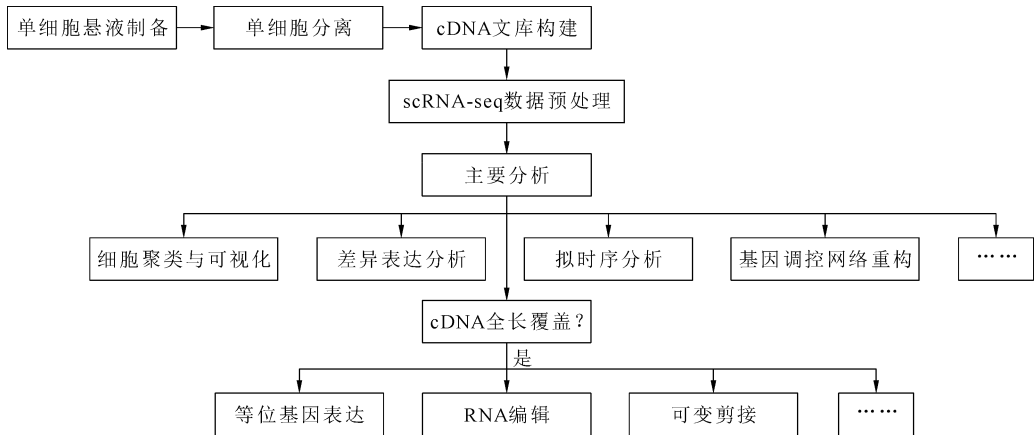 单细胞悬液制备
单细胞分离
cDNA文库构建
scRNA-seq数据预处理
主要分析
细胞聚类与可视化
差异表达分析
拟时序分析
基因调控网络重构
……
cDNA全长覆盖？
是
等位基因表达
RNA编辑
可变剪接
……